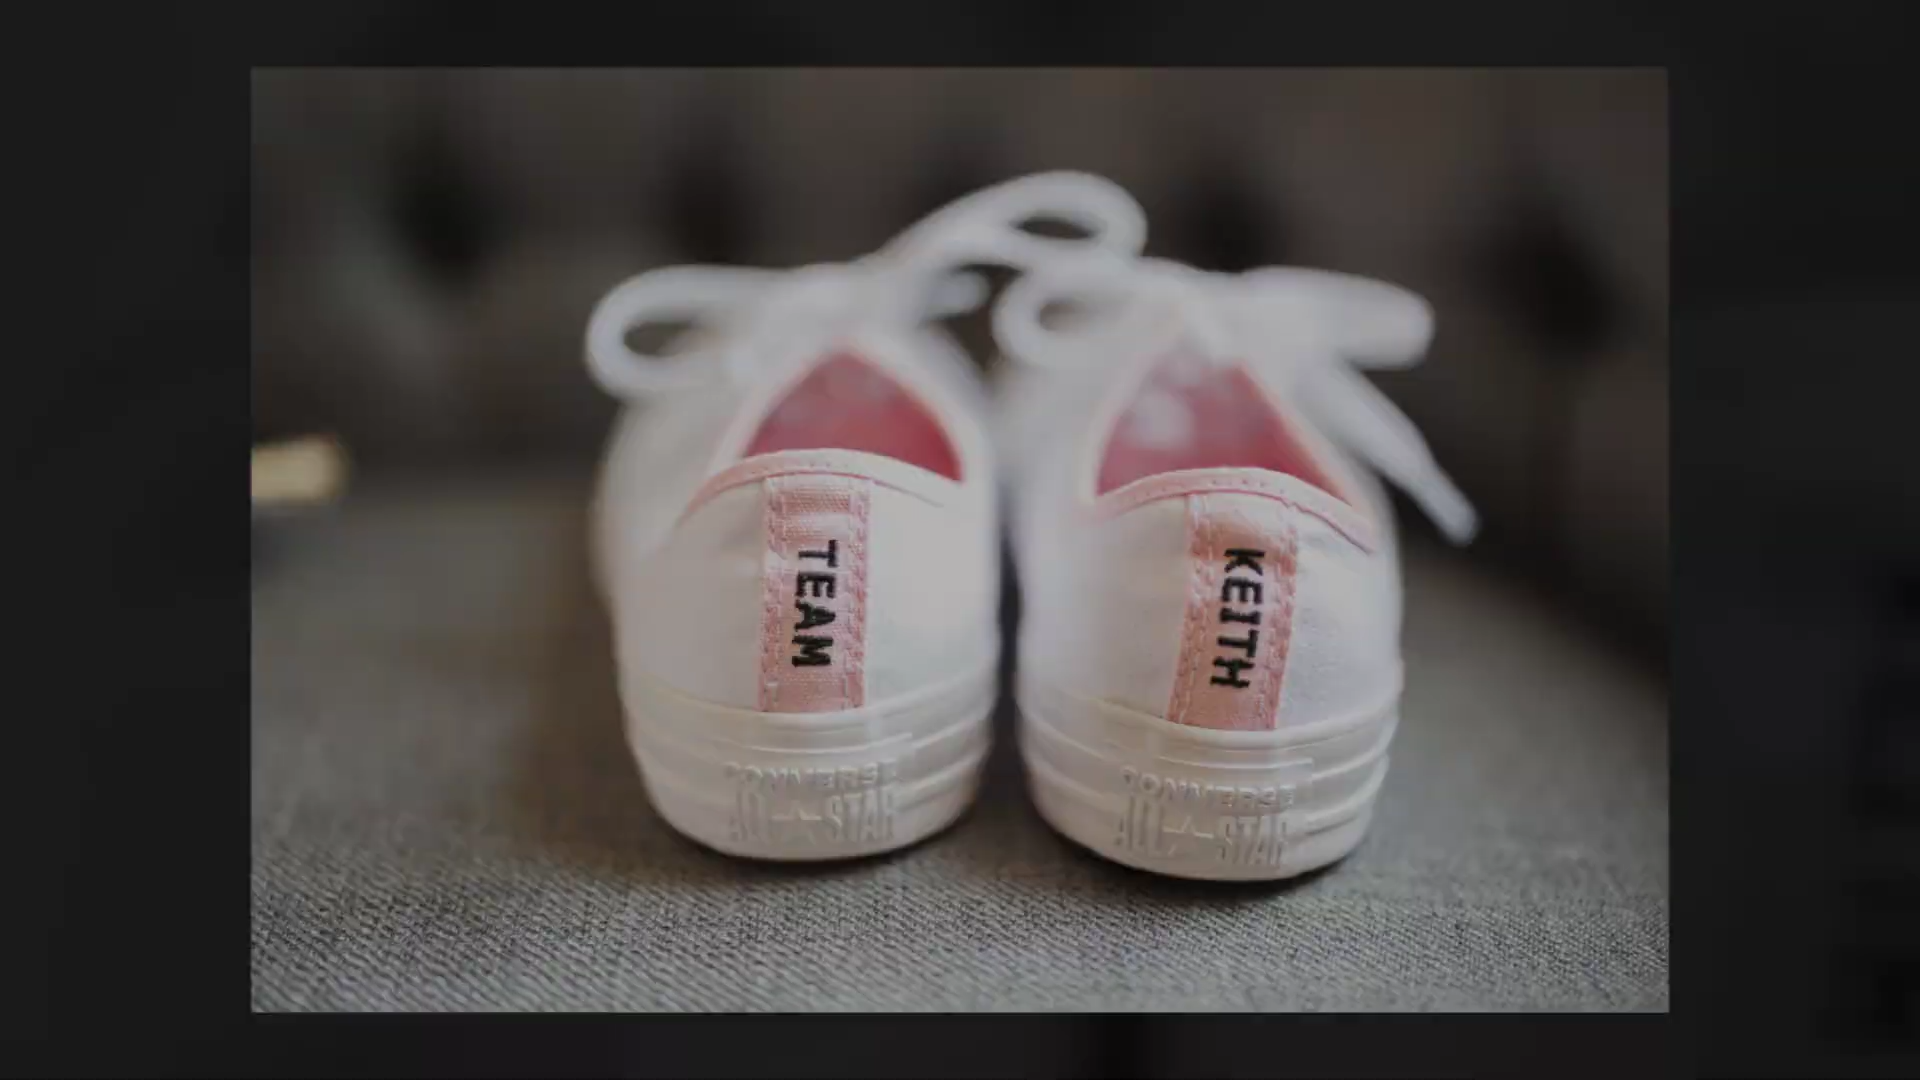 TEAM
KEITH
CONVERSE
ALL STAR
CONVERSE
ALL STAR